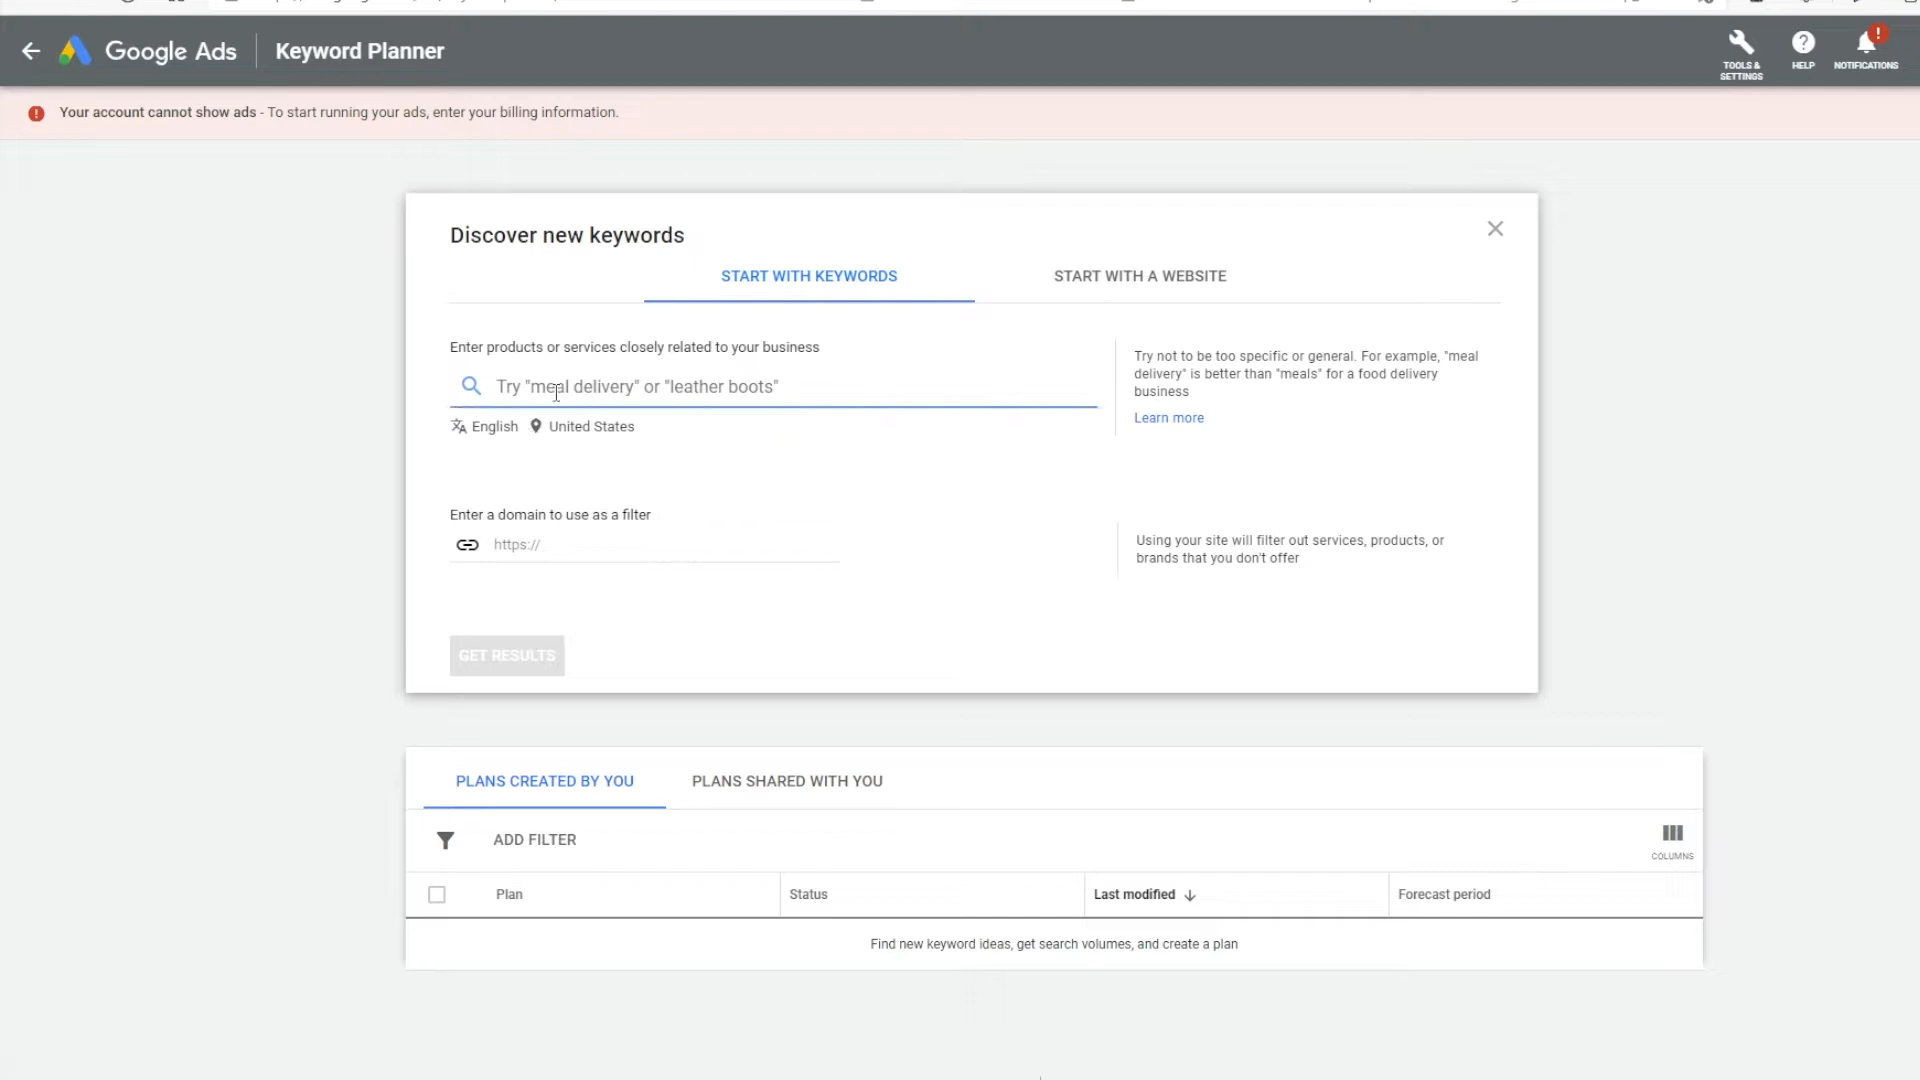 Google Ads Keyword Planner
TOOLS &
SETTINGS
HELP
NOTIFICATIONS
Your account cannot show ads - To start running your ads, enter your billing information.
Discover new keywords
START WITH KEYWORDS START WITH A WEBSITE
Enter products or services closely related to your business
Try "meal delivery" or "leather boots"
English United States
Try not to be too specific or general. For example, "meal
delivery" is better than "meals" for a food delivery
business
Learn more
Enter a domain to use as a filter
https://
Using your site will filter out services, products, or
brands that you don't offer
GET RESULTS
PLANS CREATED BY YOU PLANS SHARED WITH YOU
ADD FILTER
COLUMNS
Plan Status Last modified Forecast period
Find new keyword ideas, get search volumes, and create a plan